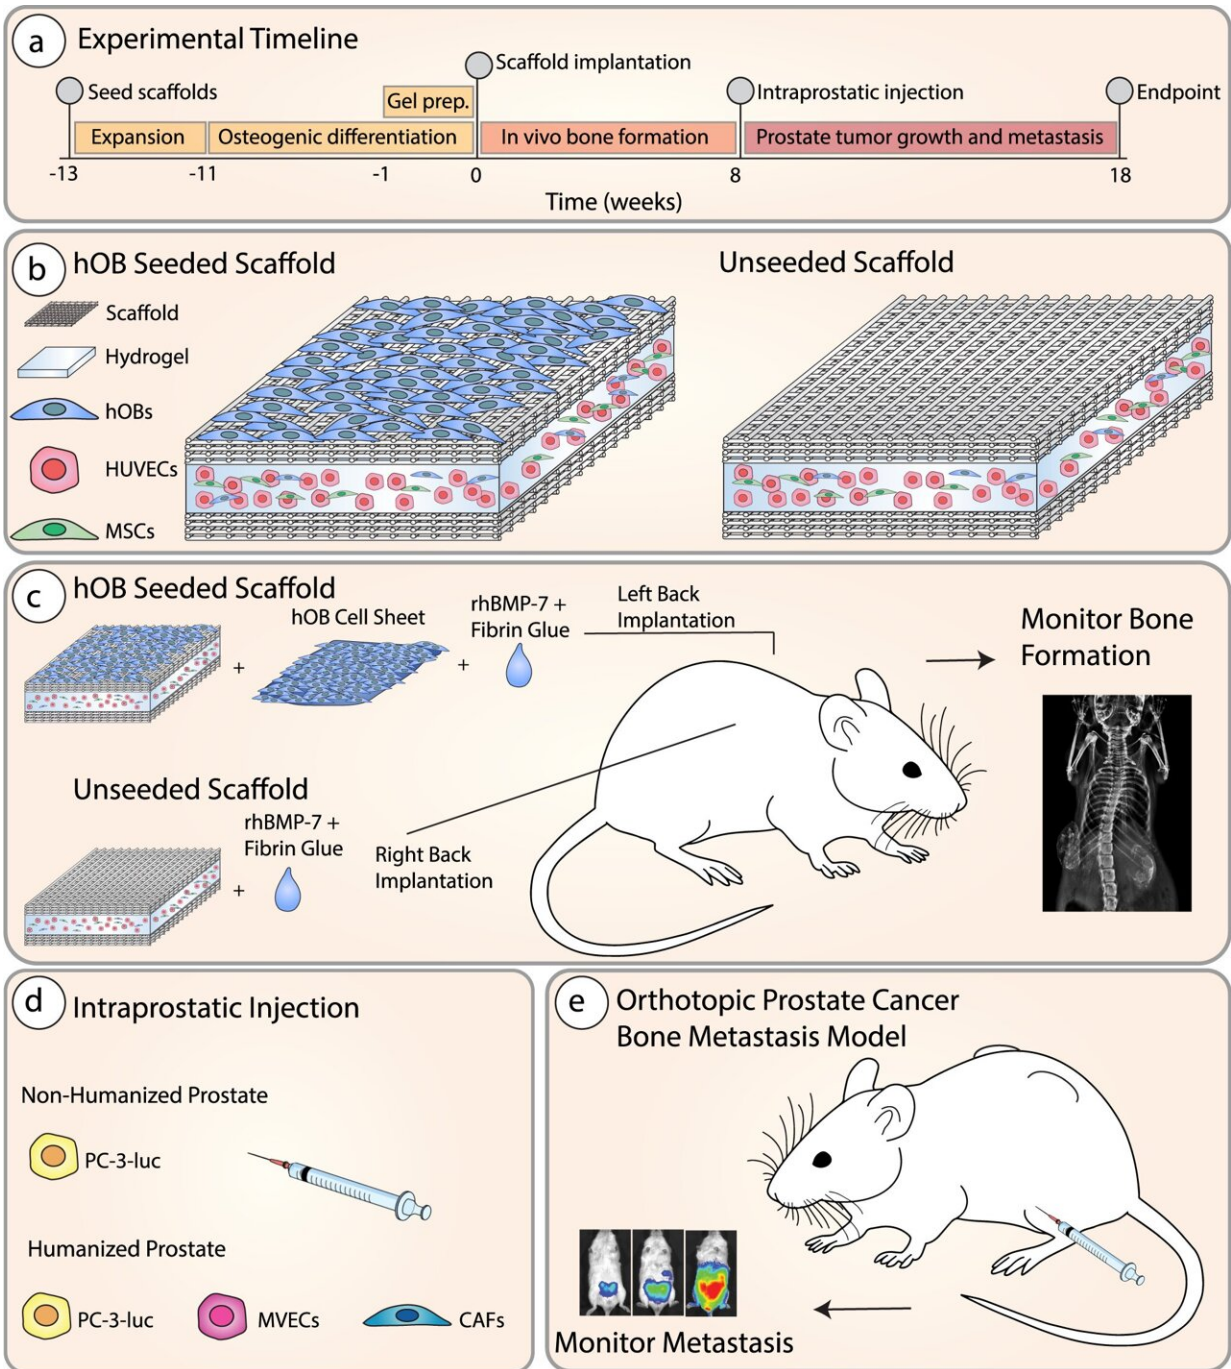 a
Experimental Timeline
Scaffold implantation
Seed scaffolds
Gel prep.
Intraprostatic injection
Endpoint
Expansion
Osteogenic differentiation
In vivo bone formation
Prostate tumor growth and metastasis
-13
-11
-1
0
8
18
Time (weeks)
b
hOB Seeded Scaffold
Unseeded Scaffold
Scaffold
Hydrogel
hOBs
HUVECs
MSCs
c
hOB Seeded Scaffold
+
hOB Cell Sheet
+
rhBMP-7 +
Fibrin Glue
Left Back
Implantation
Monitor Bone
Formation
Unseeded Scaffold
+
rhBMP-7 +
Fibrin Glue
Right Back
Implantation
d
Intraprostatic Injection
Non-Humanized Prostate
PC-3-luc
Humanized Prostate
PC-3-luc
MVECs
CAFs
e
Orthotopic Prostate Cancer
Bone Metastasis Model
Monitor Metastasis